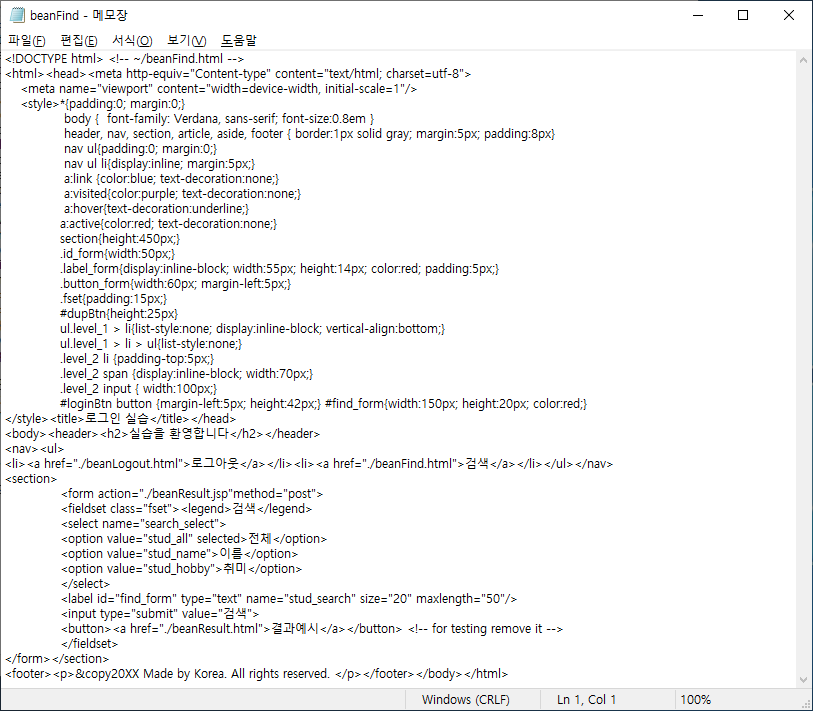 beanFind - 메모장
파일(F) 편집(E) 서식(O) 보기(V) 도움말
<!DOCTYPE html> <!-- ~/beanFind.html -->
<html><head><meta http-equiv="Content-type" content="text/html; charset=utf-8">
<meta name="viewport" content="width=device-width, initial-scale=1"/>
<style>*{padding:0; margin:0;}
body {  font-family: Verdana, sans-serif; font-size:0.8em }
header, nav, section, article, aside, footer { border:1px solid gray; margin:5px; padding:8px}
nav ul{padding:0; margin:0;}
nav ul li{display:inline; margin:5px;}
a:link {color:blue; text-decoration:none;}
a:visited{color:purple; text-decoration:none;}
a:hover{text-decoration:underline;}
a:active{color:red; text-decoration:none;}
section{height:450px;}
.id_form{width:50px;}
.label_form{display:inline-block; width:55px; height:14px; color:red; padding:5px;}
.button_form{width:60px; margin-left:5px;}
.fset{padding:15px;}
#dupBtn{height:25px}
ul.level_1 > li{list-style:none; display:inline-block; vertical-align:bottom;}
ul.level_1 > li > ul{list-style:none;}
.level_2 li {padding-top:5px;}
.level_2 span {display:inline-block; width:70px;}
.level_2 input { width:100px;}
#loginBtn button {margin-left:5px; height:42px;} #find_form{width:150px; height:20px; color:red;}
</style><title>로그인 실습</title></head>
<body><header><h2>실습을 환영합니다</h2></header>
<nav><ul>
<li><a href="./beanLogout.html">로그아웃</a></li><li><a href="./beanFind.html">검색</a></li></ul></nav>
<section>
<form action="./beanResult.jsp"method="post">
<fieldset class="fset"><legend>검색</legend>
<select name="search_select">
<option value="stud_all" selected>전체</option>
<option value="stud_name">이름</option>
<option value="stud_hobby">취미</option>
</select>
<label id="find_form" type="text" name="stud_search" size="20" maxlength="50"/>
<input type="submit" value="검색">
<button><a href="./beanResult.html">결과예시</a></button> <!-- for testing remove it -->
</fieldset>
</form></section>
<footer><p>&copy20XX Made by Korea. All rights reserved. </p></footer></body></html>
Windows (CRLF) Ln 1, Col 1 100%